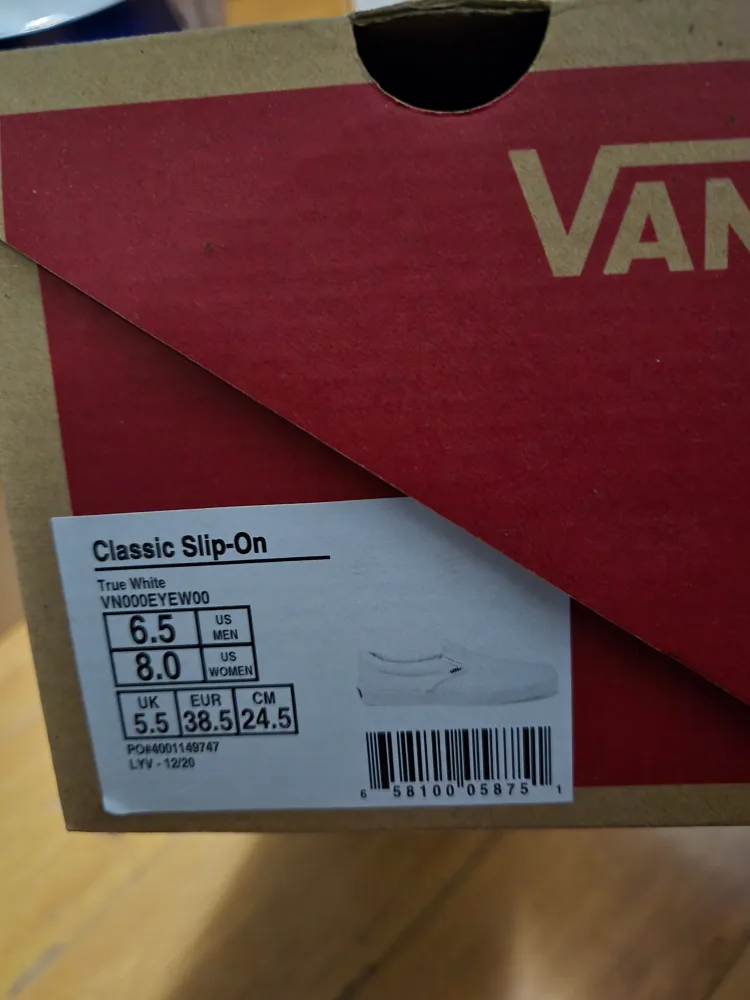 VAN
Classic Slip-On
True White
VN000EYEW00
6.5 US MEN
8.0 US WOMEN
UK EUR CM
5.5 38.5 24.5
PO#4001149747
LYV - 12/20
6 58100 05875 1